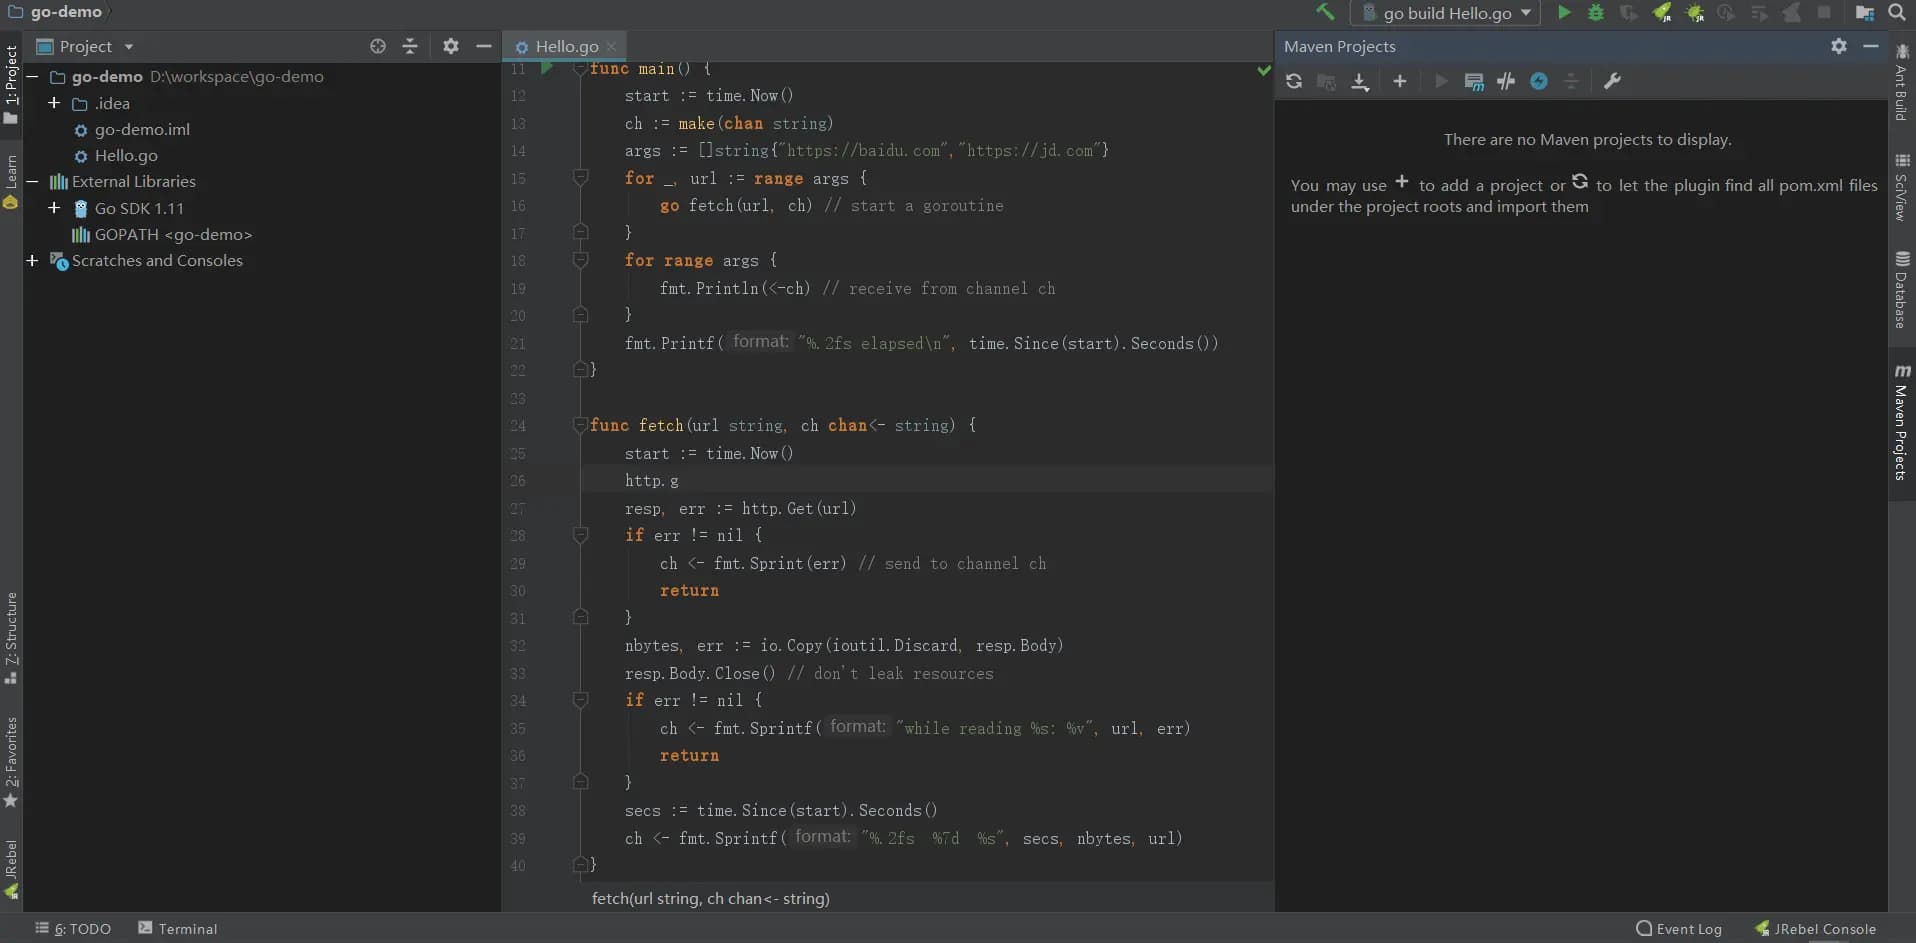 go-demo
go build Hello.go
JR
JR
1: Project
Learn
7: Structure
2: Favorites
JRebel
Project
go-demo D:\workspace\go-demo
.idea
go-demo.iml
Hello.go
External Libraries
Go SDK 1.11
GOPATH <go-demo>
Scratches and Consoles
Hello.go
11 func main() {
12 start := time.Now()
13 ch := make(chan string)
14 args := []string{"https://baidu.com","https://jd.com"}
15 for _, url := range args {
16 go fetch(url, ch) // start a goroutine
17 }
18 for range args {
19 fmt.Println(<-ch) // receive from channel ch
20 }
21 fmt.Printf( format: "%.2fs elapsed\n", time.Since(start).Seconds())
22 }
23
24 func fetch(url string, ch chan<- string) {
25 start := time.Now()
26 http.g
27 resp, err := http.Get(url)
28 if err != nil {
29 ch <- fmt.Sprint(err) // send to channel ch
30 return
31 }
32 nbytes, err := io.Copy(ioutil.Discard, resp.Body)
33 resp.Body.Close() // don't leak resources
34 if err != nil {
35 ch <- fmt.Sprintf( format: "while reading %s: %v", url, err)
36 return
37 }
38 secs := time.Since(start).Seconds()
39 ch <- fmt.Sprintf( format: "%.2fs  %7d  %s", secs, nbytes, url)
40 }
fetch(url string, ch chan<- string)
Maven Projects
There are no Maven projects to display.
You may use + to add a project or to let the plugin find all pom.xml files
under the project roots and import them
Ant Build
SciView
Database
m Maven Projects
6: TODO
Terminal
Event Log
JRebel Console